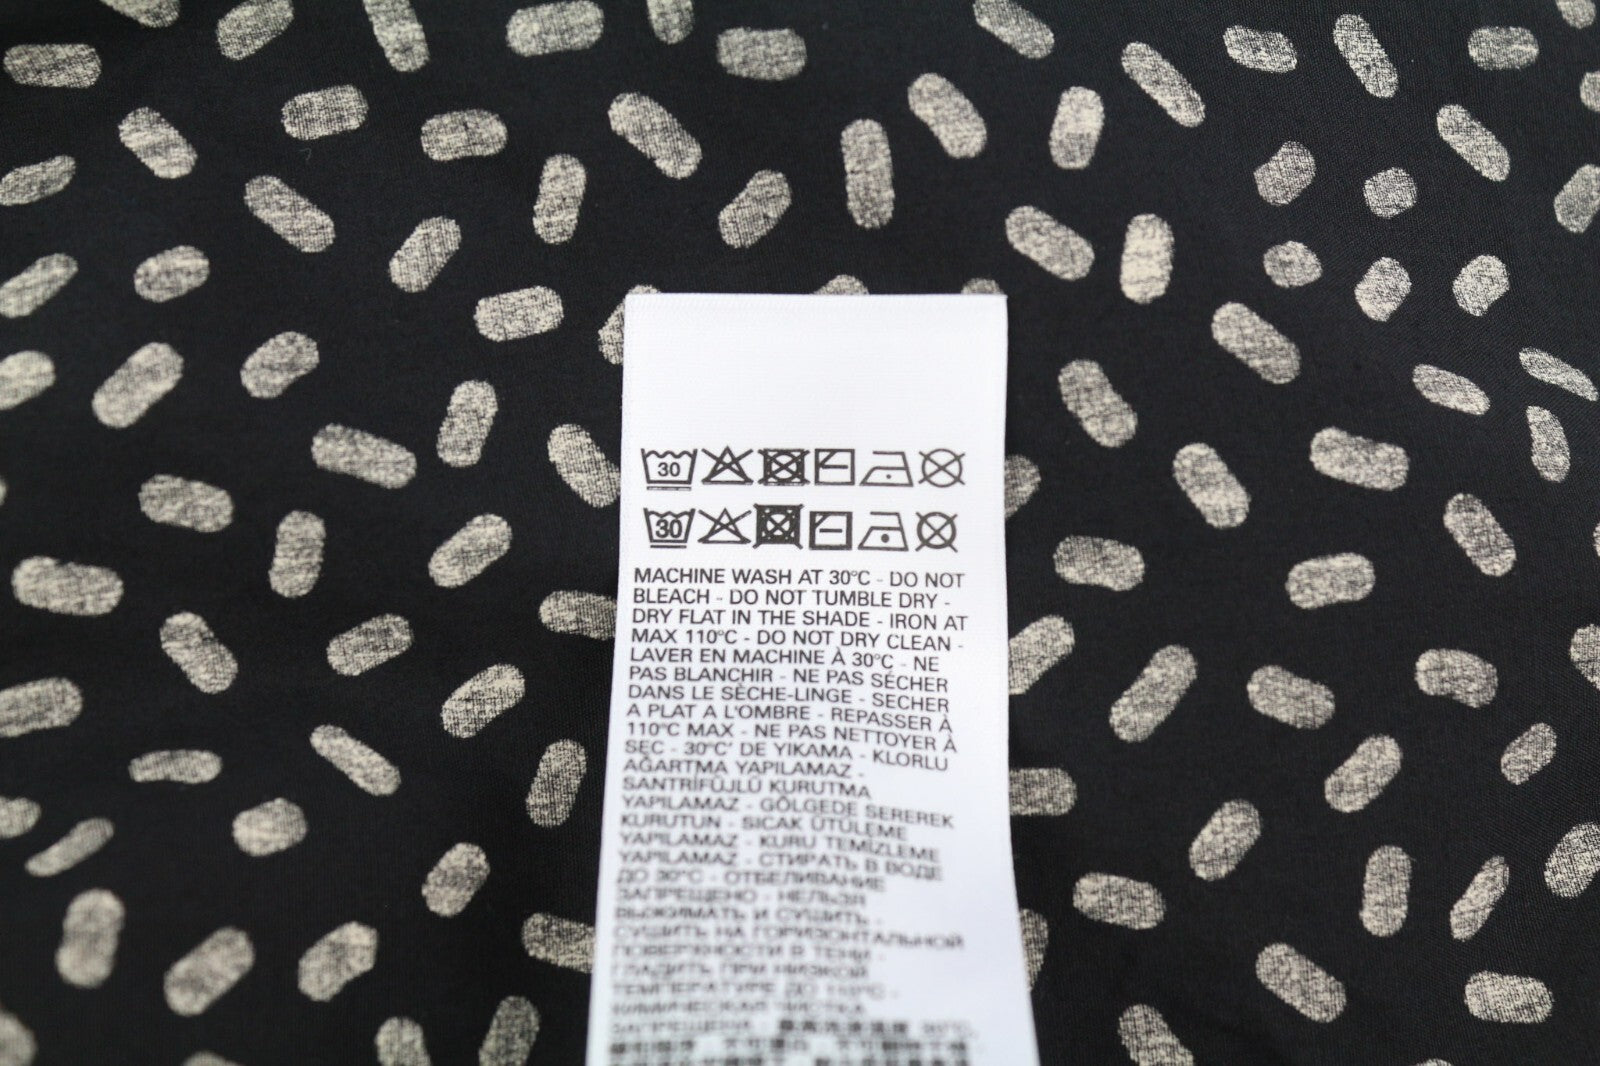 30
30
MACHINE WASH AT 30°C - DO NOT
BLEACH - DO NOT TUMBLE DRY -
DRY FLAT IN THE SHADE - IRON AT
MAX 110°C - DO NOT DRY CLEAN -
LAVER EN MACHINE À 30°C - NE
PAS BLANCHIR - NE PAS SÉCHER
DANS LE SÈCHE-LINGE - SECHER
A PLAT A L'OMBRE - REPASSER À
110°C MAX - NE PAS NETTOYER À
SEC - 30°C' DE YIKAMA - KLORLU
AĞARTMA YAPILAMAZ -
SANTRİFÜJLÜ KURUTMA
YAPILAMAZ - GÖLGEDE SEREREK
KURUTUN - SICAK ÜTÜLEME
YAPILAMAZ - KURU TEMİZLEME
YAPILAMAZ - СТИРАТЬ В ВОДЕ
ДО 30°C - ОТБЕЛИВАНИЕ
ЗАПРЕЩЕНО - НЕЛЬЗЯ
ВЫЖИМАТЬ И СУШИТЬ -
СУШИТЬ НА ГОРИЗОНТАЛЬНОЙ
ПОВЕРХНОСТИ В ТЕНИ -
ГЛАДИТЬ ПРИ НИЗКОЙ
ТЕМПЕРАТУРЕ ДО 110°C -
ХИМИЧЕСКАЯ ЧИСТКА
ЗАПРЕЩЕНА